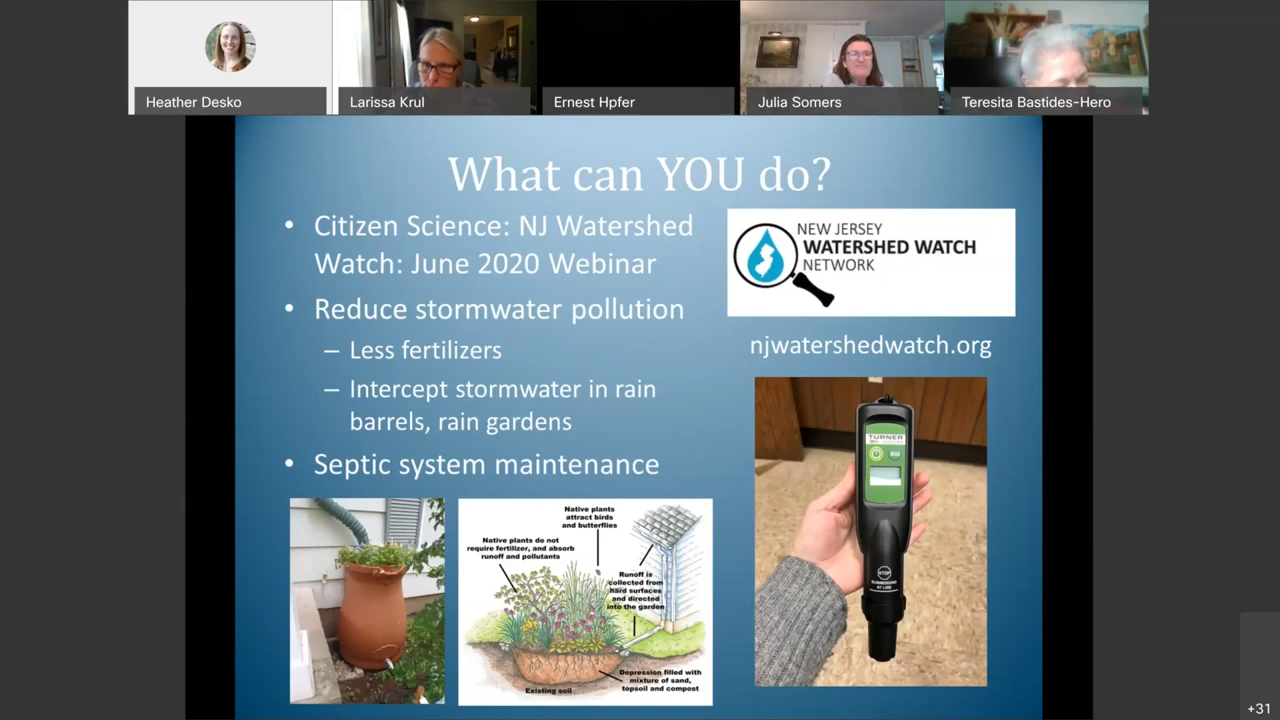 Heather Desko
Larissa Krul
Ernest Hpfer
Julia Somers
Teresita Bastides-Hero
What can YOU do?
• Citizen Science: NJ Watershed
Watch: June 2020 Webinar
• Reduce stormwater pollution
– Less fertilizers
– Intercept stormwater in rain
barrels, rain gardens
• Septic system maintenance
NEW JERSEY
WATERSHED WATCH
NETWORK
njwatershedwatch.org
Native plants
attract birds
and butterflies
Native plants do not
require fertilizer, and absorb
runoff and pollutants
Runoff is
collected from
hard surfaces
and directed
into the garden
Depression filled with
mixture of sand,
topsoil and compost
Existing soil
TURNER
STOP
SUBMERGING
AT LINE
+31